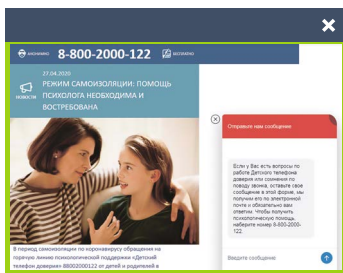 АНОНИМНО 8-800-2000-122 БЕСПЛАТНО
27.04.2020
НОВОСТИ
РЕЖИМ САМОИЗОЛЯЦИИ: ПОМОЩЬ
ПСИХОЛОГА НЕОБХОДИМА И
ВОСТРЕБОВАНА
Отправьте нам сообщение
Если у Вас есть вопросы по
работе Детского телефона
доверия или сомнения по
поводу звонка, оставьте свое
сообщение в этой форме, мы
получим его по электронной
почте и обязательно вам
ответим. Чтобы получить
психологическую помощь,
наберите номер 8-800-2000-
122.
Введите сообщение
В период самоизоляции по коронавирусу обращения на
горячую линию психологической поддержки «Детский
телефон доверия» 88002000122 от детей и родителей в